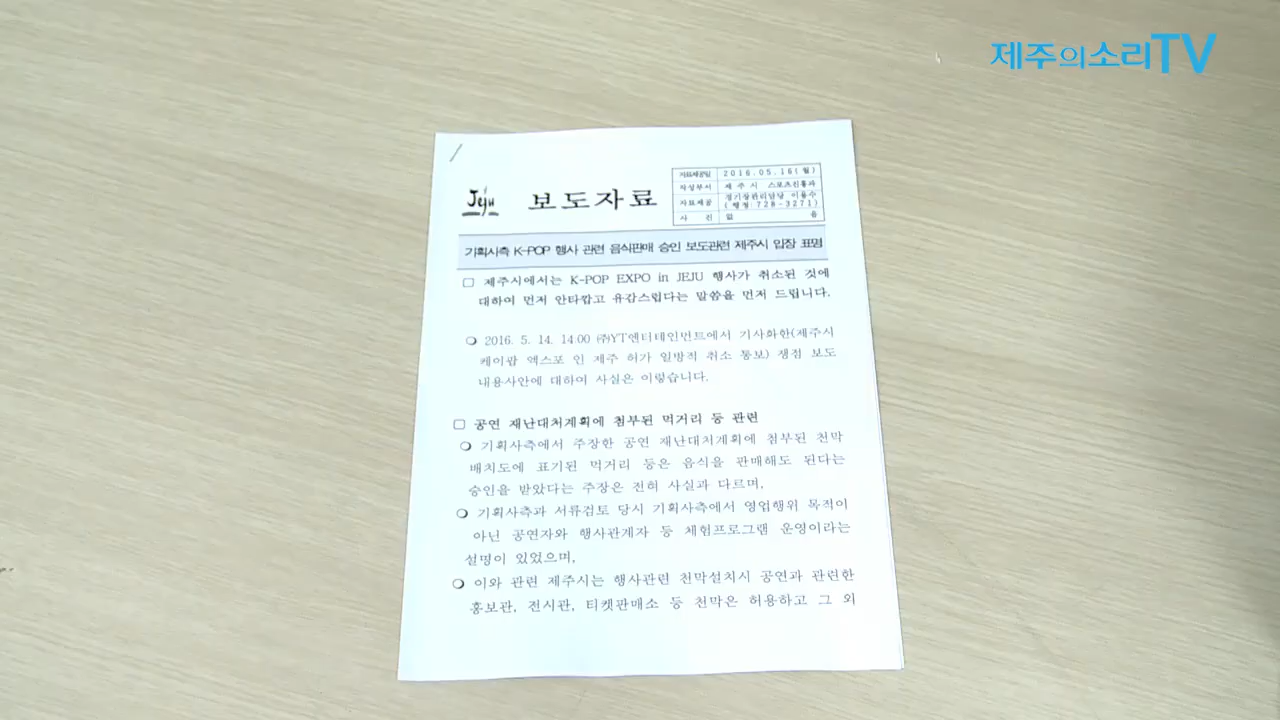 제주의소리TV
Jeju 보도자료
자료제공일 2016.05.16(월)
작성부서 제주시 스포츠진흥과
자료제공 경기장관리담당 이용수
(행정 728-3271)
사 진 없 음
기획사측 K-POP 행사 관련 음식판매 승인 보도관련 제주시 입장 표명
□ 제주시에서는 K-POP EXPO in JEJU 행사가 취소된 것에
대하여 먼저 안타깝고 유감스럽다는 말씀을 먼저 드립니다.
❍ 2016. 5. 14. 14:00 ㈜YT엔터테인먼트에서 기사화한(제주시
케이팝 엑스포 인 제주 허가 일방적 취소 통보) 쟁점 보도
내용사안에 대하여 사실은 이렇습니다.
□ 공연 재난대처계획에 첨부된 먹거리 등 관련
❍ 기획사측에서 주장한 공연 재난대처계획에 첨부된 천막
배치도에 표기된 먹거리 등은 음식을 판매해도 된다는
승인을 받았다는 주장은 전혀 사실과 다르며,
❍ 기획사측과 서류검토 당시 기획사측에서 영업행위 목적이
아닌 공연자와 행사관계자 등 체험프로그램 운영이라는
설명이 있었으며,
❍ 이와 관련 제주시는 행사관련 천막설치시 공연과 관련한
홍보관, 전시관, 티켓판매소 등 천막은 허용하고 그 외